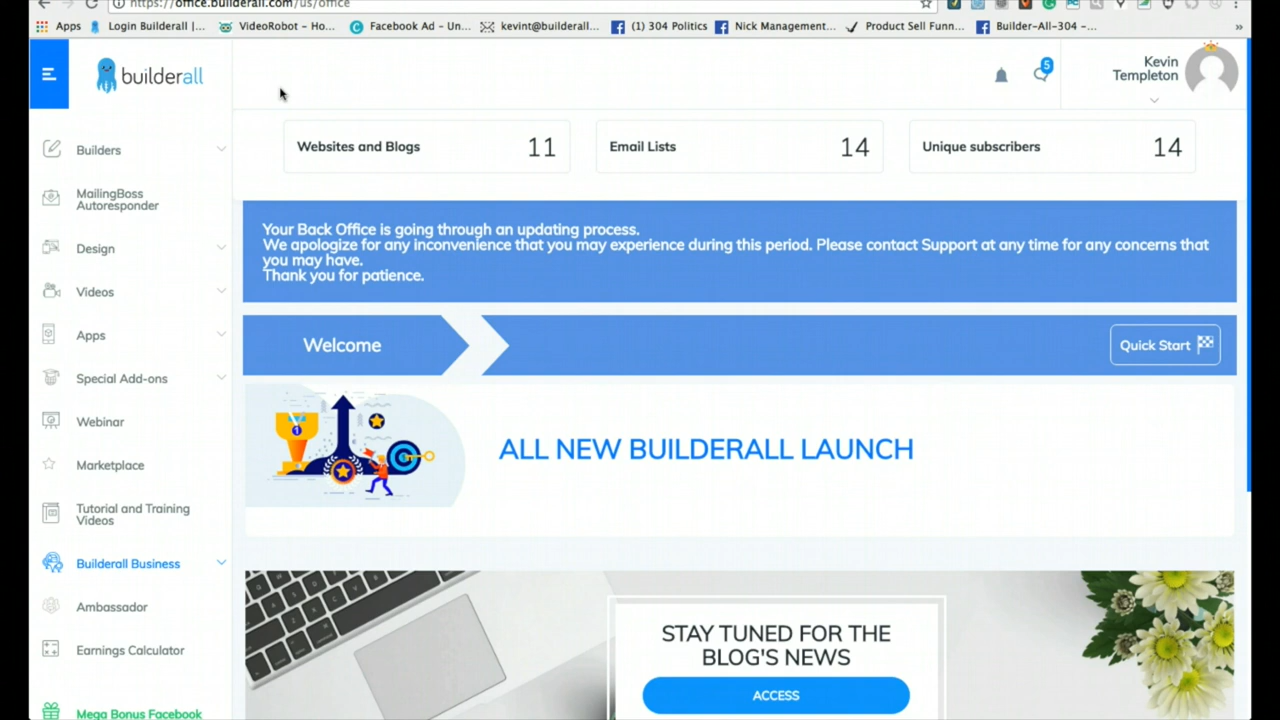 https://office.builderall.com/us/office
Apps
Login Builderall |...
VideoRobot - Ho...
Facebook Ad - Un...
kevint@builderall...
(1) 304 Politics
Nick Management...
Product Sell Funn...
Builder-All-304 -...
»
builderall
5
Kevin
Templeton
Websites and Blogs 11
Email Lists 14
Unique subscribers 14
Builders
MailingBoss
Autoresponder
Design
Videos
Apps
Special Add-ons
Webinar
Marketplace
Tutorial and Training
Videos
Builderall Business
Ambassador
Earnings Calculator
Mega Bonus Facebook
Your Back Office is going through an updating process.
We apologize for any inconvenience that you may experience during this period. Please contact Support at any time for any concerns that
you may have.
Thank you for patience.
Welcome
Quick Start
1
ALL NEW BUILDERALL LAUNCH
STAY TUNED FOR THE
BLOG'S NEWS
ACCESS